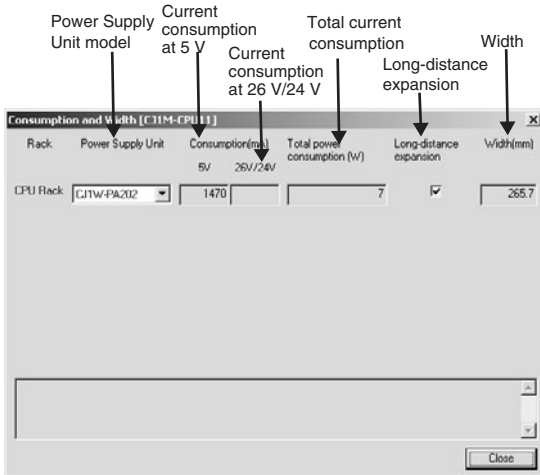 Power Supply
Unit model
Current
consumption
at 5 V
Current
consumption
at 26 V/24 V
Total current
consumption
Long-distance
expansion
Width
Consumption and Width [CJ1M-CPU11]
Rack
Power Supply Unit
Consumption(mA)
5V 26V/24V
Total power
consumption (W)
Long-distance
expansion
Width(mm)
CPU Rack CJ1W-PA202 1470 7 265.7
Close